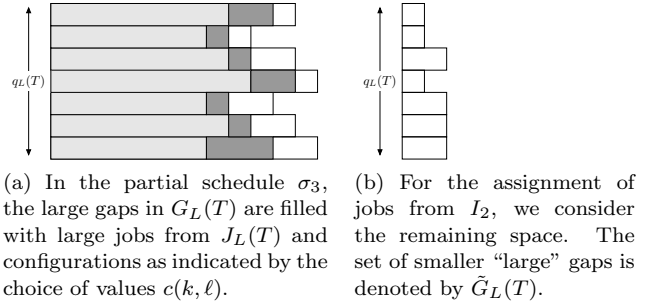 q_L(T)
q_L(T)
(a) In the partial schedule σ₃,
the large gaps in G_L(T) are filled
with large jobs from J_L(T) and
configurations as indicated by the
choice of values c(k, ℓ).
(b) For the assignment of
jobs from I₂, we consider
the remaining space. The
set of smaller “large” gaps is
denoted by G̃_L(T).